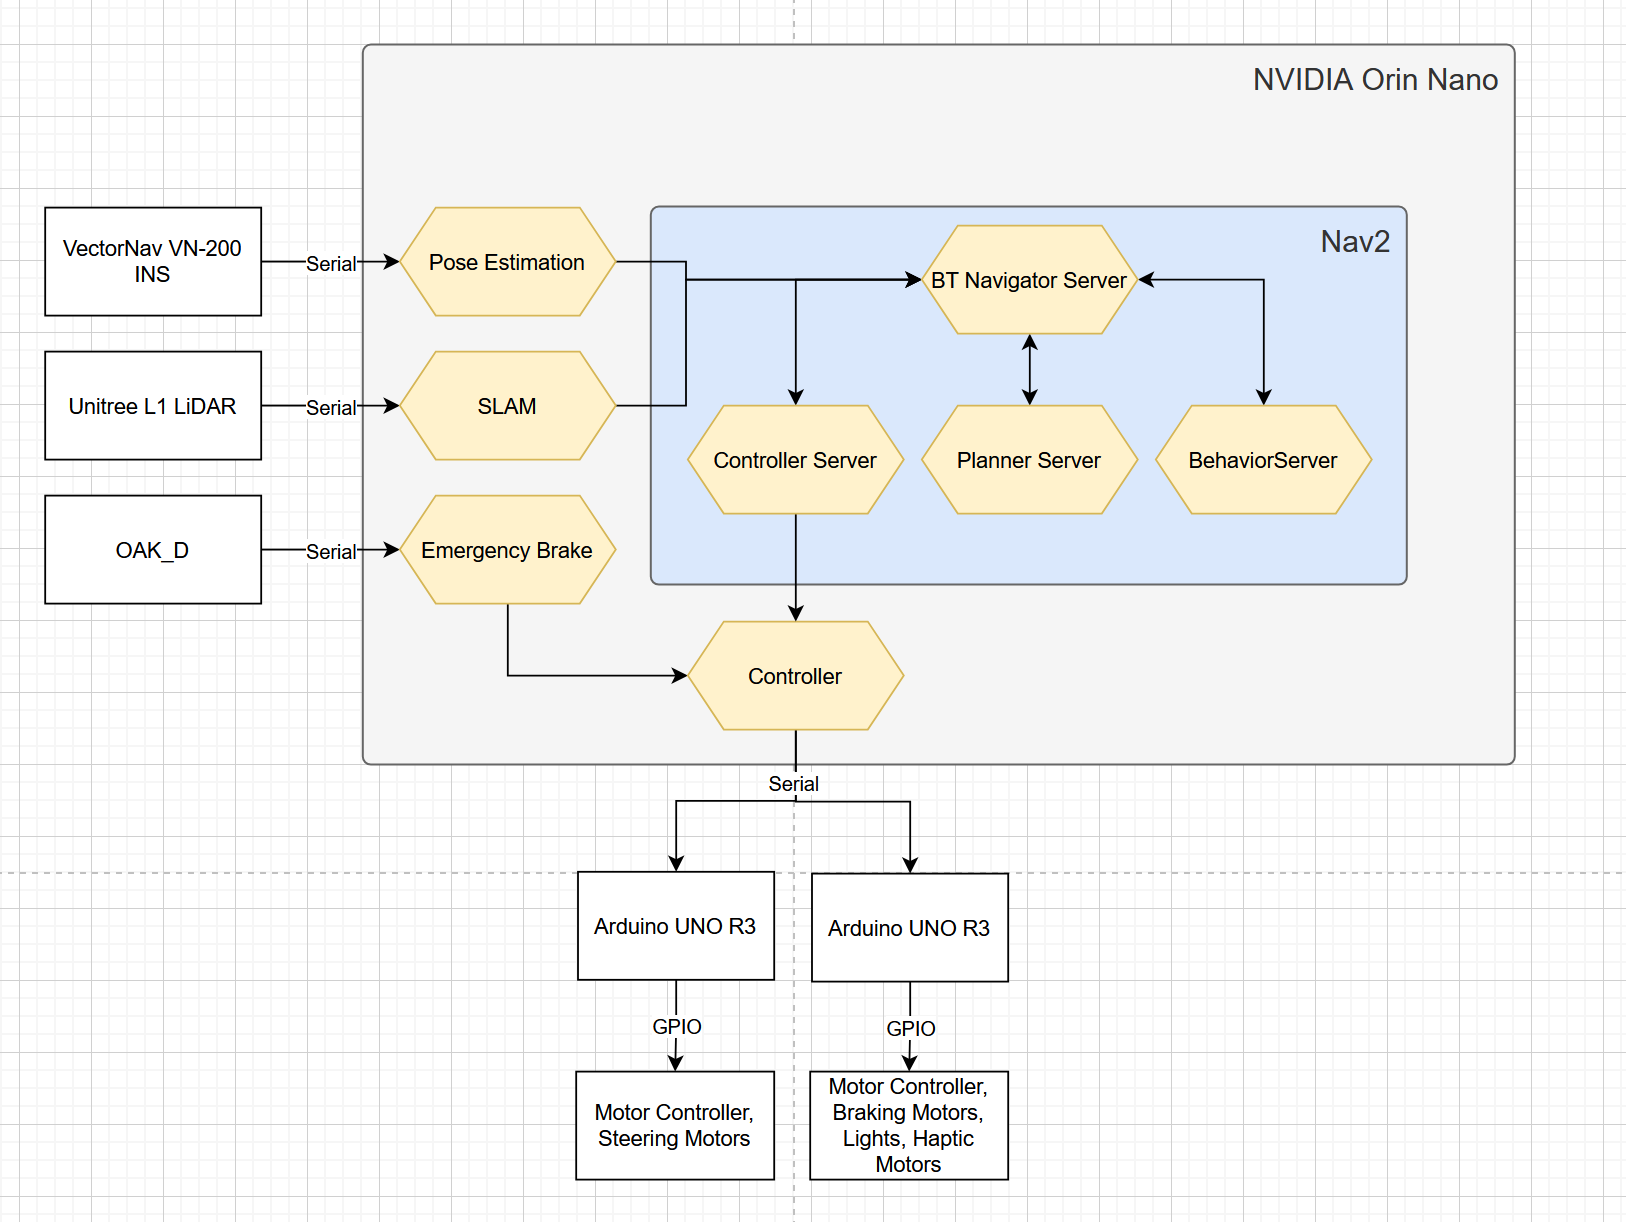 NVIDIA Orin Nano
VectorNav VN-200
INS
Serial
Pose Estimation
Nav2
BT Navigator Server
Unitree L1 LiDAR
Serial
SLAM
Controller Server
Planner Server
BehaviorServer
OAK_D
Serial
Emergency Brake
Controller
Serial
Arduino UNO R3
Arduino UNO R3
GPIO
GPIO
Motor Controller,
Steering Motors
Motor Controller,
Braking Motors,
Lights, Haptic
Motors